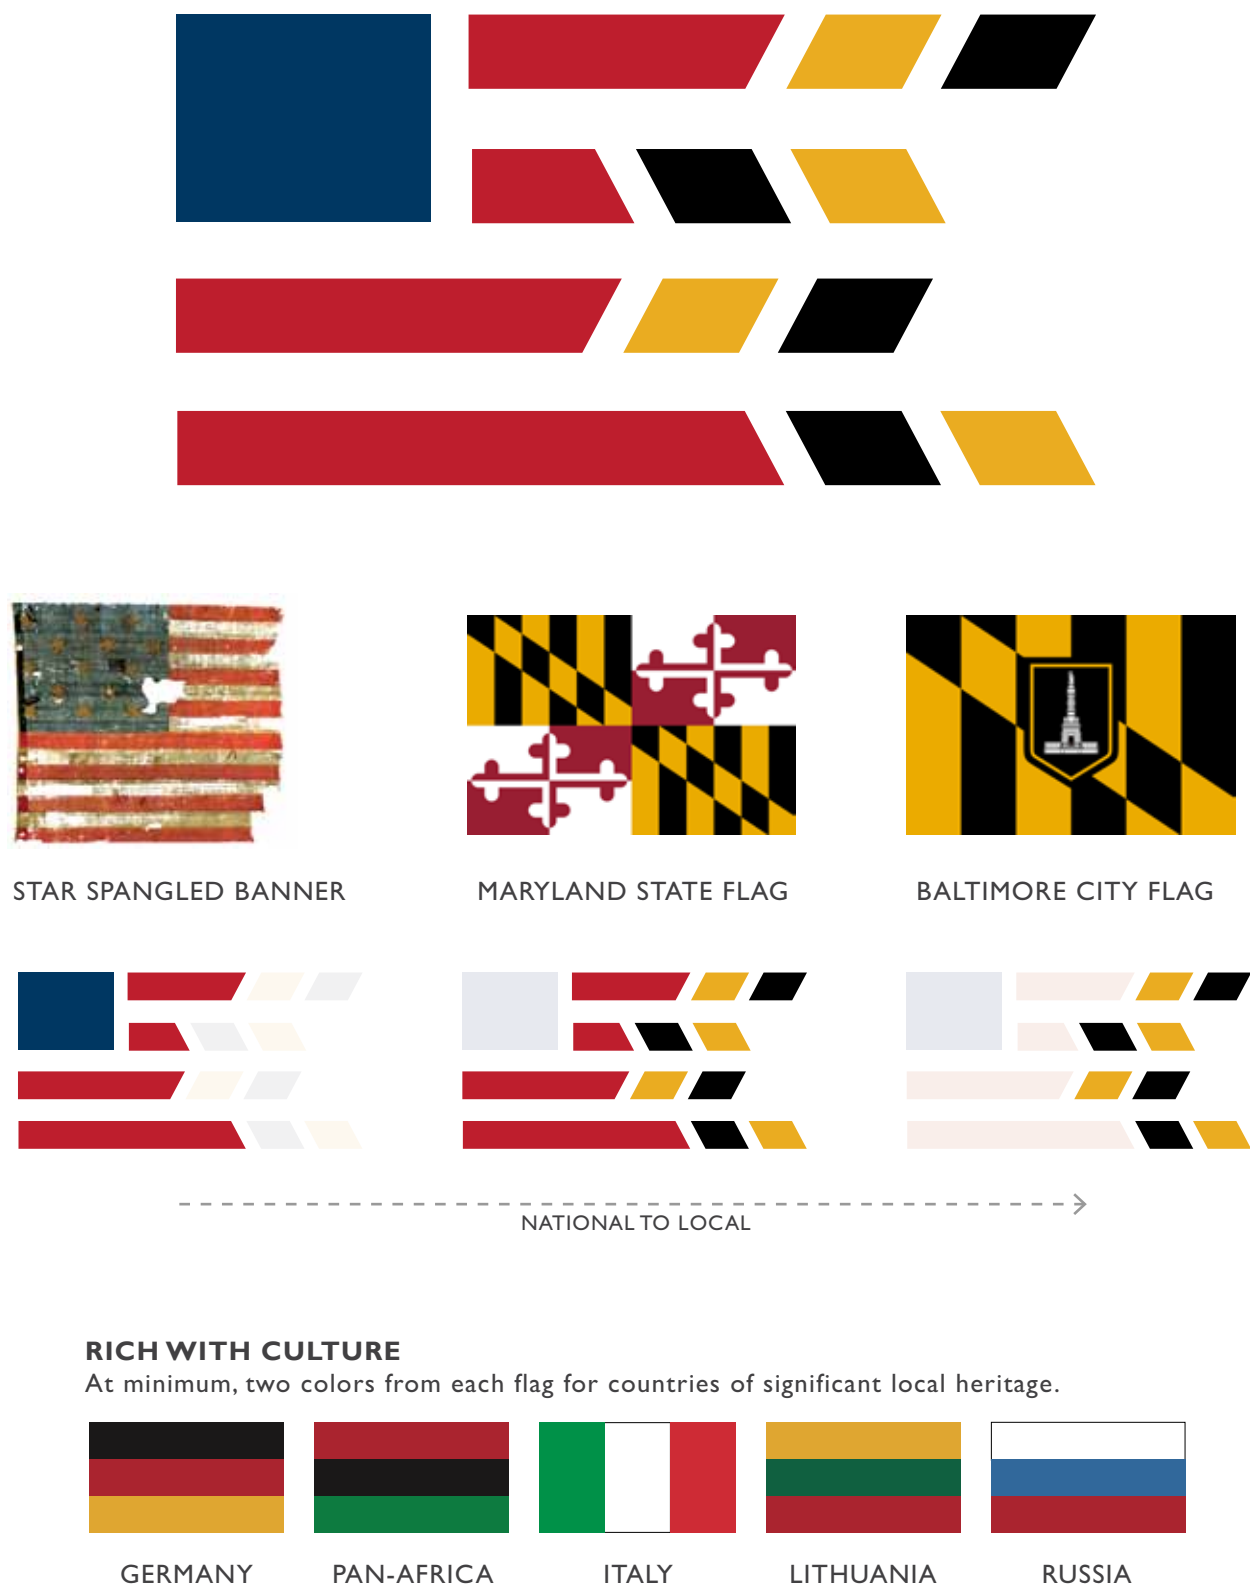 STAR SPANGLED BANNER
MARYLAND STATE FLAG
BALTIMORE CITY FLAG
NATIONAL TO LOCAL
RICH WITH CULTURE
At minimum, two colors from each flag for countries of significant local heritage.
GERMANY
PAN-AFRICA
ITALY
LITHUANIA
RUSSIA